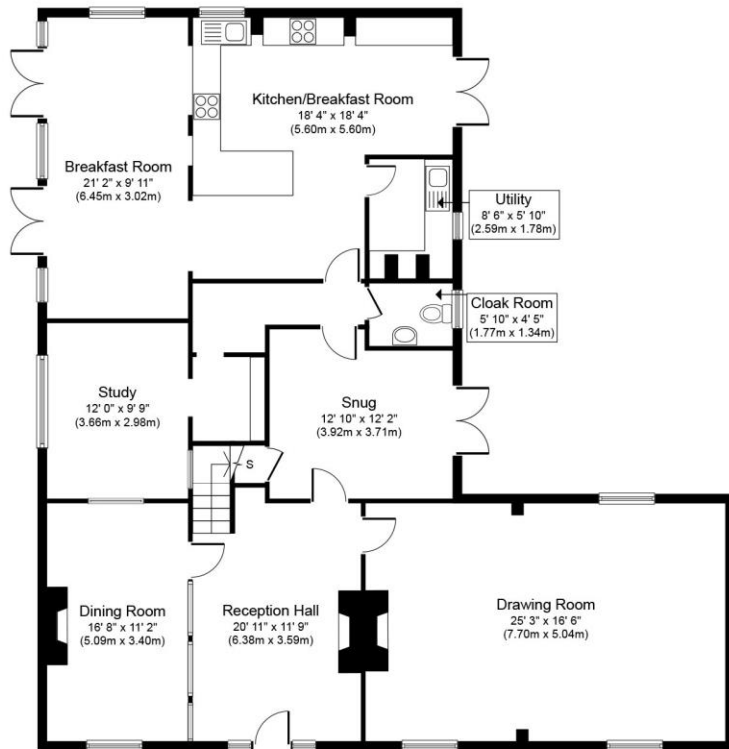 Kitchen/Breakfast Room
18' 4" x 18' 4"
(5.60m x 5.60m)
Breakfast Room
21' 2" x 9' 11"
(6.45m x 3.02m)
Utility
8' 6" x 5' 10"
(2.59m x 1.78m)
Cloak Room
5' 10" x 4' 5"
(1.77m x 1.34m)
Study
12' 0" x 9' 9"
(3.66m x 2.98m)
Snug
12' 10" x 12' 2"
(3.92m x 3.71m)
S
Dining Room
16' 8" x 11' 2"
(5.09m x 3.40m)
Reception Hall
20' 11" x 11' 9"
(6.38m x 3.59m)
Drawing Room
25' 3" x 16' 6"
(7.70m x 5.04m)